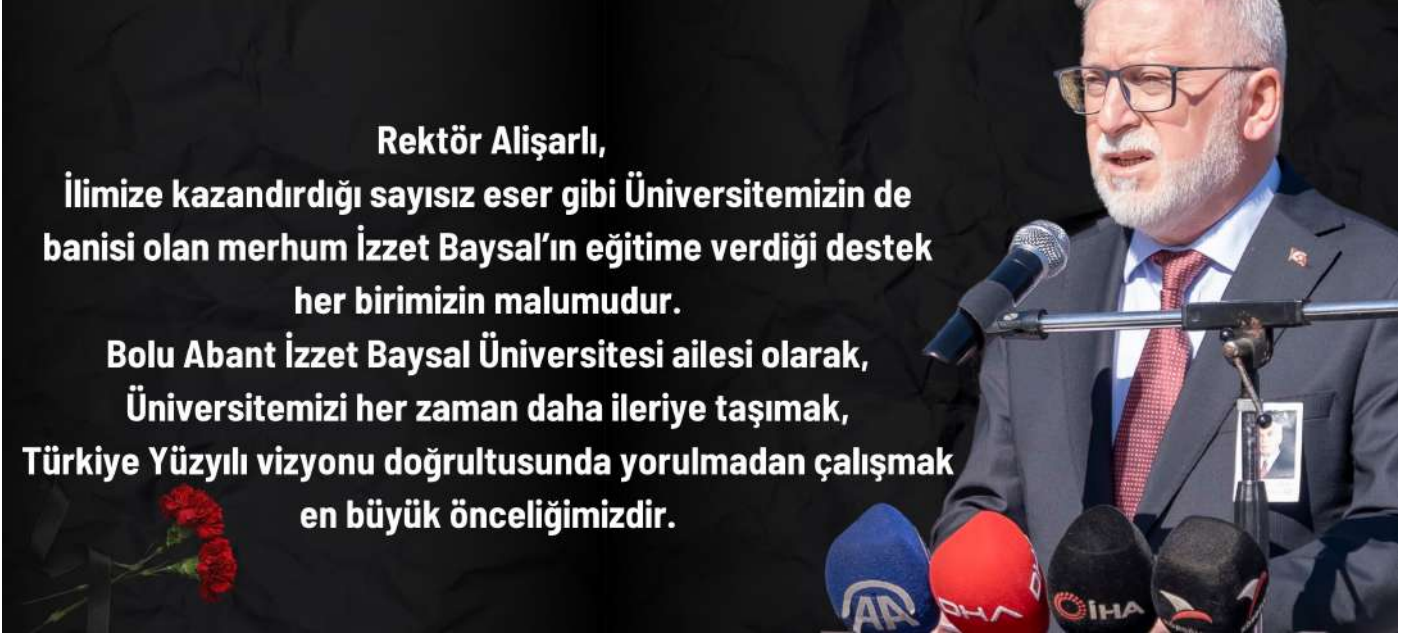 Rektör Alişarlı,
İlimize kazandırdığı sayısız eser gibi Üniversitemizin de
banisi olan merhum İzzet Baysal’ın eğitime verdiği destek
her birimizin malumudur.
Bolu Abant İzzet Baysal Üniversitesi ailesi olarak,
Üniversitemizi her zaman daha ileriye taşımak,
Türkiye Yüzyılı vizyonu doğrultusunda yorulmadan çalışmak
en büyük önceliğimizdir.
AA
DHA
İHA